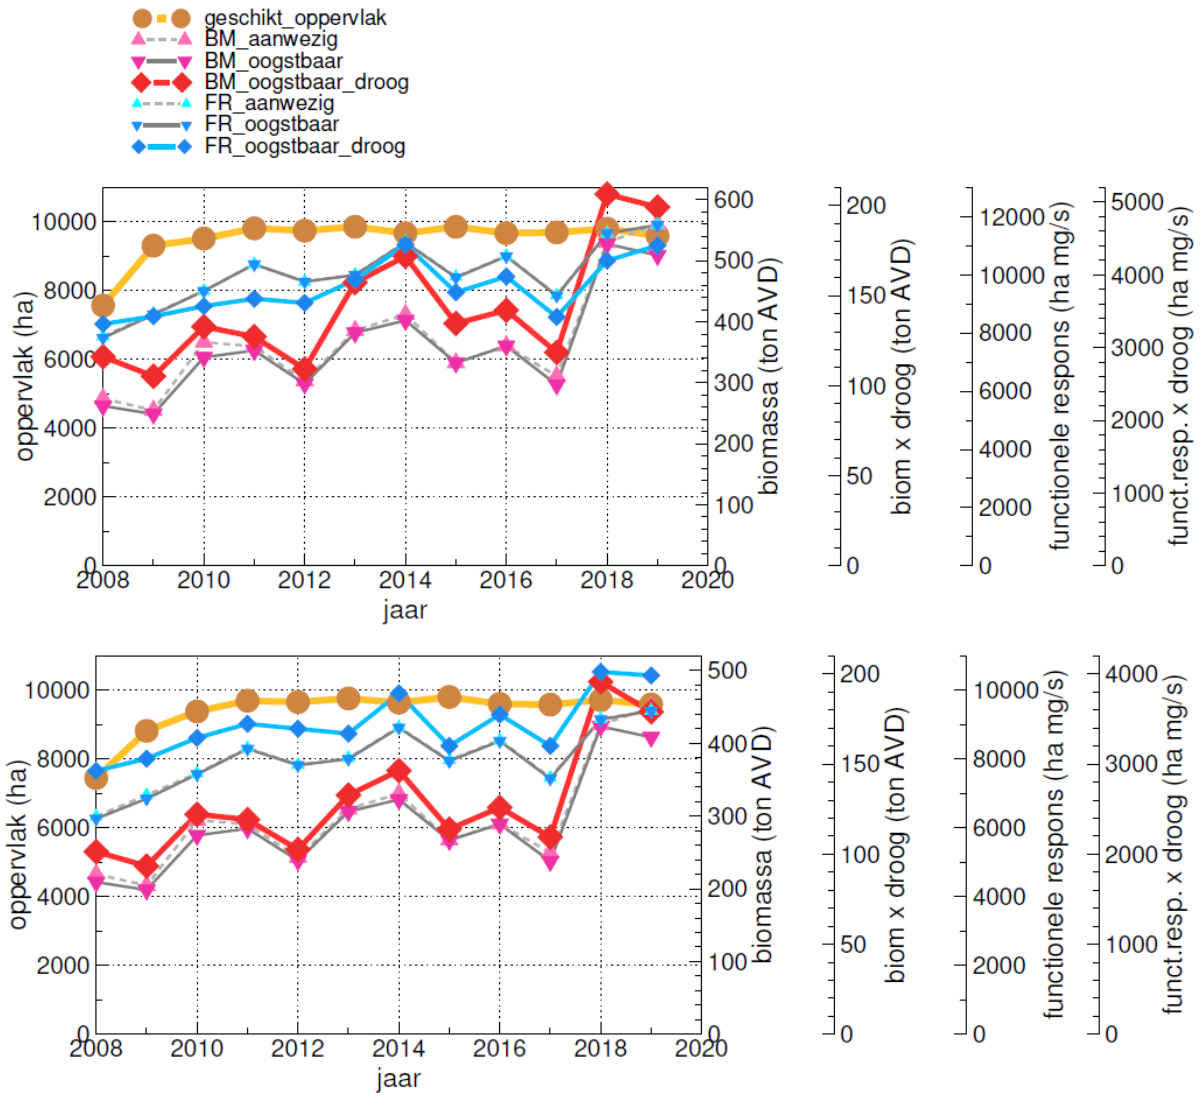 geschikt_oppervlak
BM_aanwezig
BM_oogstbaar
BM_oogstbaar_droog
FR_aanwezig
FR_oogstbaar
FR_oogstbaar_droog
oppervlak (ha)
10000
8000
6000
4000
2000
0
2008 2010 2012 2014 2016 2018 2020
jaar
600
500
400
300
200
100
0
biomassa (ton AVD)
200
150
100
50
0
biom x droog (ton AVD)
12000
10000
8000
6000
4000
2000
0
functionele respons (ha mg/s)
5000
4000
3000
2000
1000
0
funct.resp. x droog (ha mg/s)
oppervlak (ha)
10000
8000
6000
4000
2000
0
2008 2010 2012 2014 2016 2018 2020
jaar
500
400
300
200
100
0
biomassa (ton AVD)
200
150
100
50
0
biom x droog (ton AVD)
10000
8000
6000
4000
2000
0
functionele respons (ha mg/s)
4000
3000
2000
1000
0
funct.resp. x droog (ha mg/s)